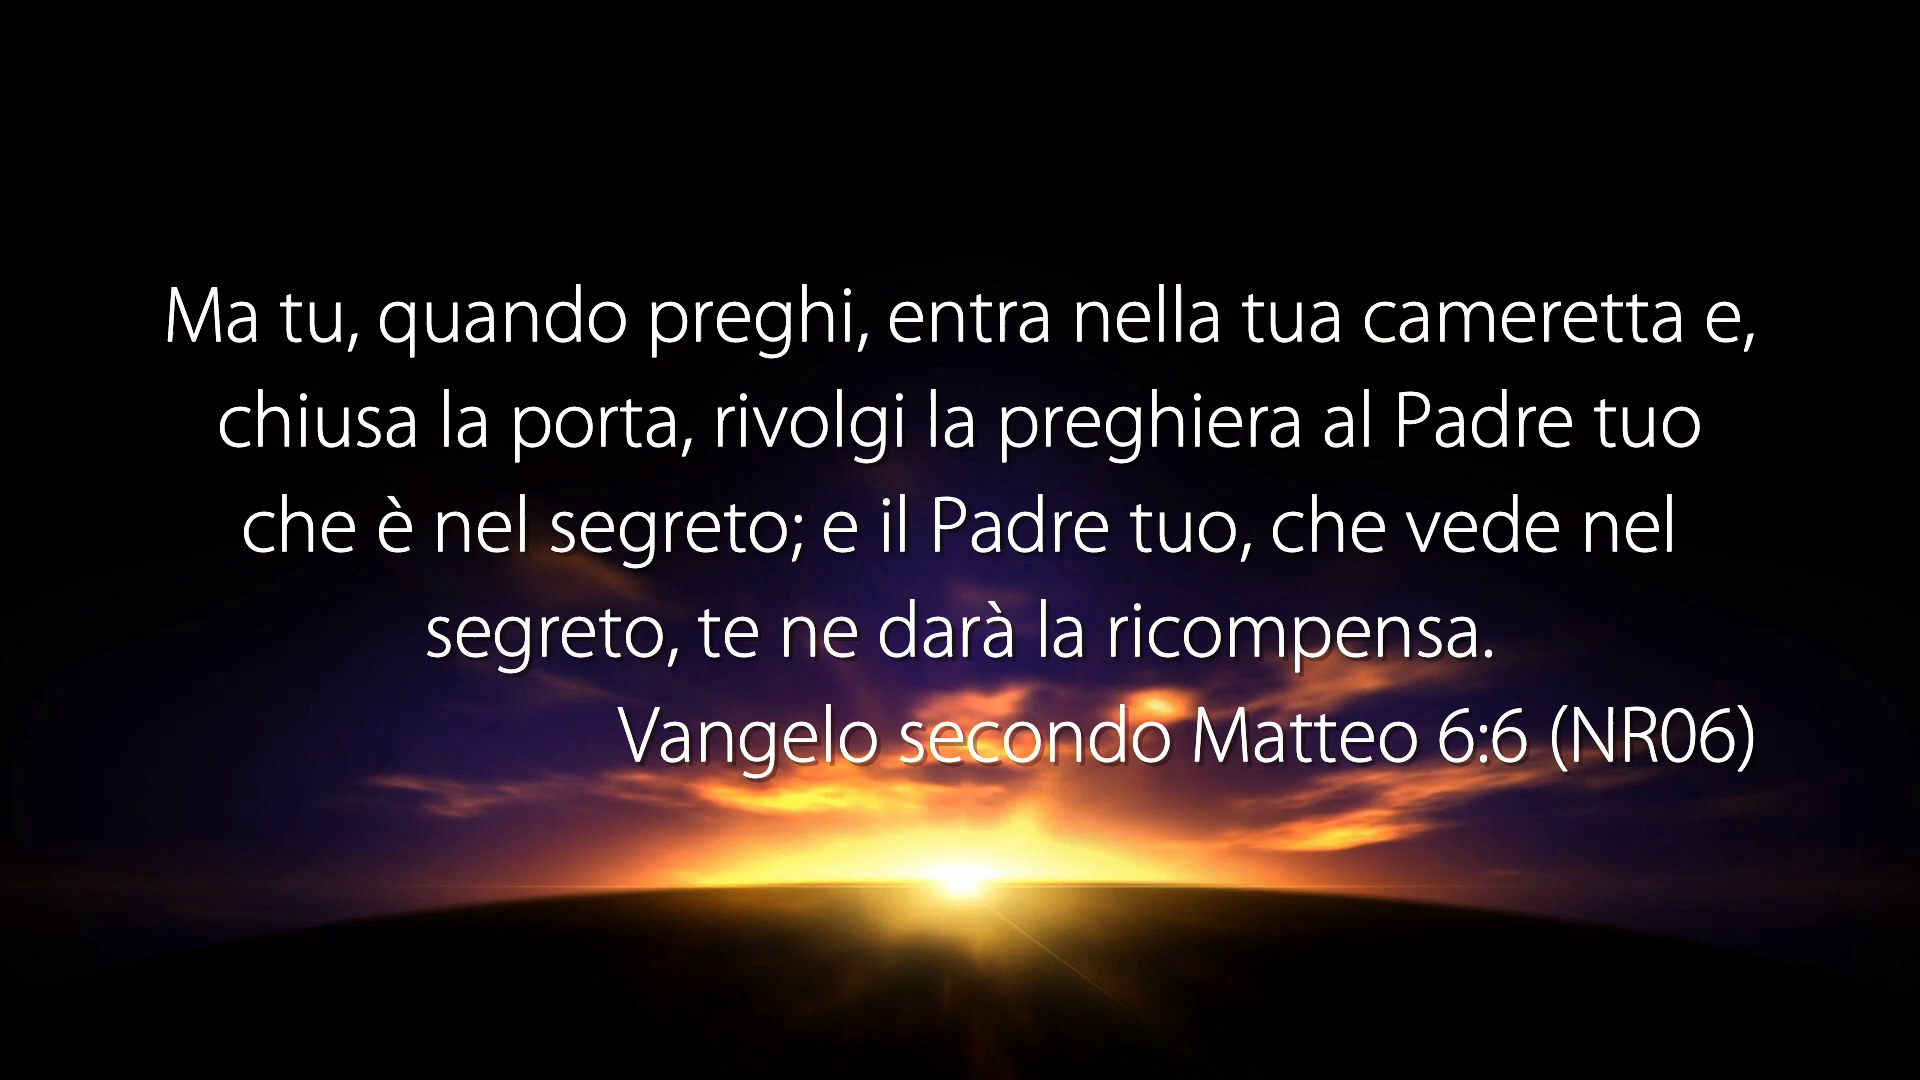 Ma tu, quando preghi, entra nella tua cameretta e,
chiusa la porta, rivolgi la preghiera al Padre tuo
che è nel segreto; e il Padre tuo, che vede nel
segreto, te ne darà la ricompensa.
Vangelo secondo Matteo 6:6 (NR06)